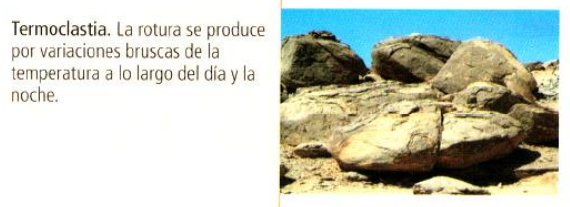 Termoclastia. La rotura se produce
por variaciones bruscas de la
temperatura a lo largo del día y la
noche.